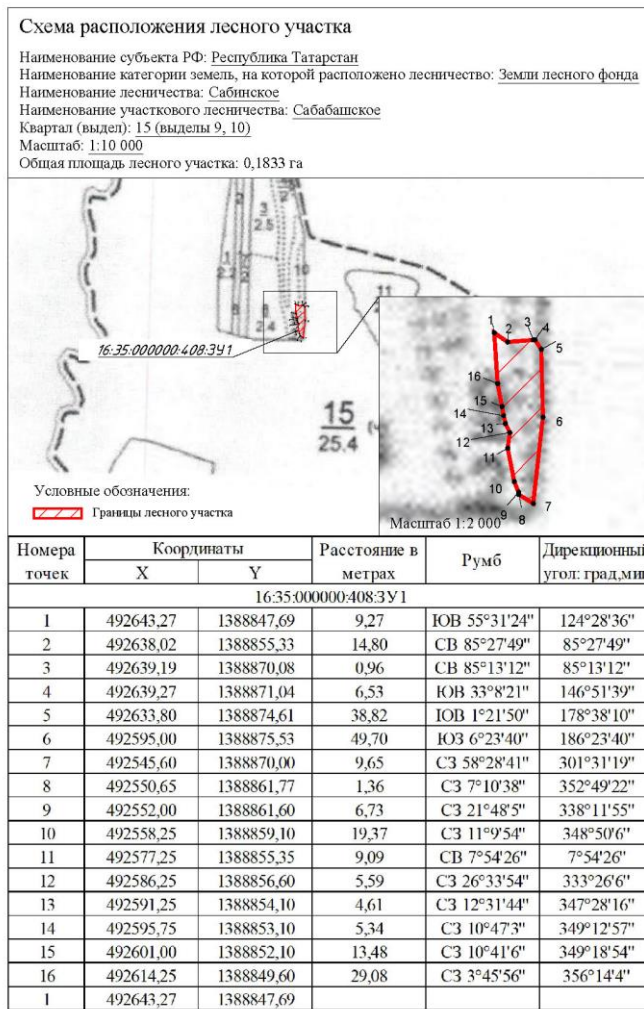 Схема расположения лесного участка
Наименование субъекта РФ: Республика Татарстан
Наименование категории земель, на которой расположено лесничество: Земли лесного фонда
Наименование лесничества: Сабинское
Наименование участкового лесничества: Сабабашское
Квартал (выдел): 15 (выделы 9, 10)
Масштаб: 1:10 000
Общая площадь лесного участка: 0,1833 га
10
11
16:35:000000:408:ЗУ1
15
25.4
1
2
3
4
5
16
15
14
13
6
12
11
10
9
8
7
Масштаб 1:2 000
Условные обозначения:
Границы лесного участка
Номера точек Координаты Расстояние в метрах Румб Дирекционный угол: град,мин
X Y
16:35:000000:408:ЗУ1
1 492643,27 1388847,69 9,27 ЮВ 55°31'24" 124°28'36"
2 492638,02 1388855,33 14,80 СВ 85°27'49" 85°27'49"
3 492639,19 1388870,08 0,96 СВ 85°13'12" 85°13'12"
4 492639,27 1388871,04 6,53 ЮВ 33°8'21" 146°51'39"
5 492633,80 1388874,61 38,82 ЮВ 1°21'50" 178°38'10"
6 492595,00 1388875,53 49,70 ЮЗ 6°23'40" 186°23'40"
7 492545,60 1388870,00 9,65 СЗ 58°28'41" 301°31'19"
8 492550,65 1388861,77 1,36 СЗ 7°10'38" 352°49'22"
9 492552,00 1388861,60 6,73 СЗ 21°48'5" 338°11'55"
10 492558,25 1388859,10 19,37 СЗ 11°9'54" 348°50'6"
11 492577,25 1388855,35 9,09 СВ 7°54'26" 7°54'26"
12 492586,25 1388856,60 5,59 СЗ 26°33'54" 333°26'6"
13 492591,25 1388854,10 4,61 СЗ 12°31'44" 347°28'16"
14 492595,75 1388853,10 5,34 СЗ 10°47'3" 349°12'57"
15 492601,00 1388852,10 13,48 СЗ 10°41'6" 349°18'54"
16 492614,25 1388849,60 29,08 СЗ 3°45'56" 356°14'4"
1 492643,27 1388847,69